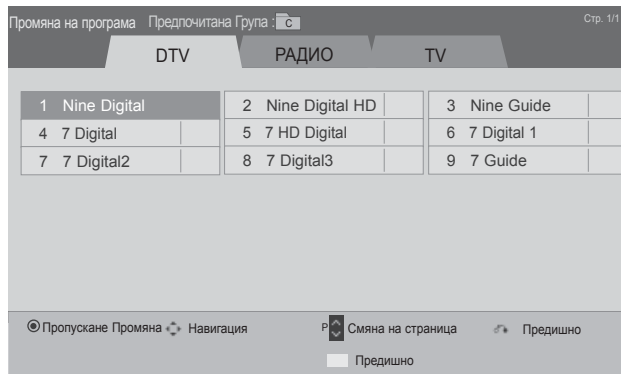 Промяна на програма Предпочитана Група : C Стр. 1/1
DTV РАДИО TV
1 Nine Digital 2 Nine Digital HD 3 Nine Guide
4 7 Digital 5 7 HD Digital 6 7 Digital 1
7 7 Digital2 8 7 Digital3 9 7 Guide
Пропускане Промяна Навигация P Смяна на страница Предишно
Предишно